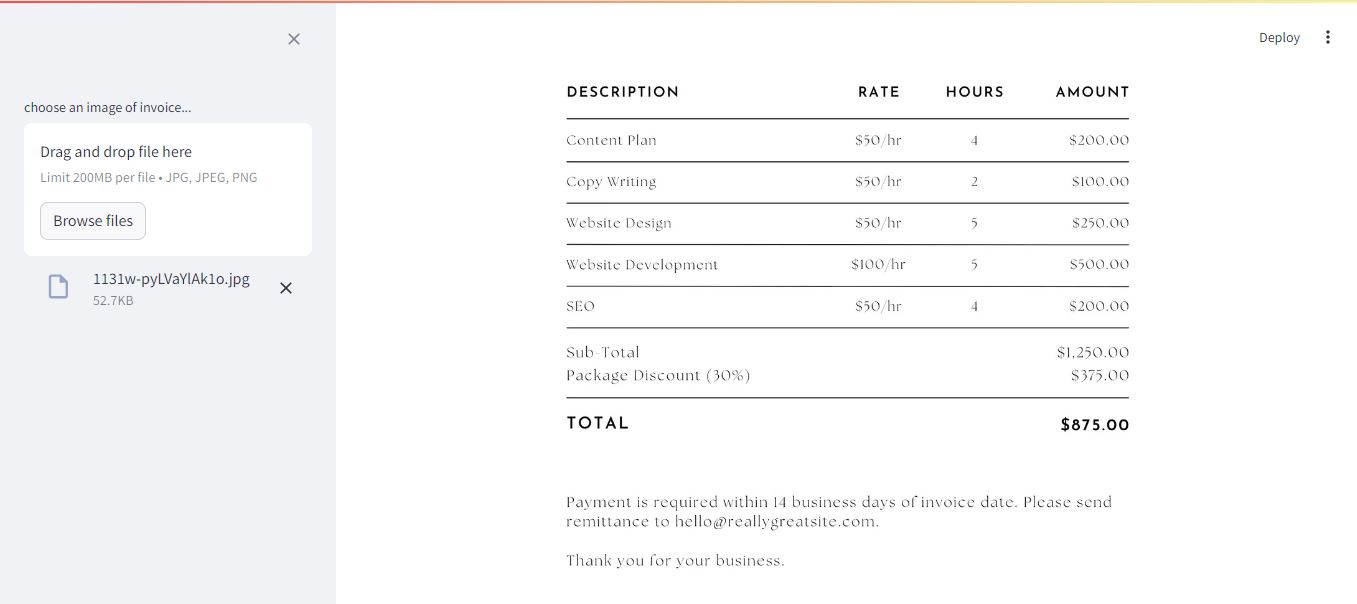 Deploy
choose an image of invoice...
Drag and drop file here
Limit 200MB per file • JPG, JPEG, PNG
Browse files
1131w-pyLVaYlAk1o.jpg
52.7KB
DESCRIPTION RATE HOURS AMOUNT
Content Plan $50/hr 4 $200.00
Copy Writing $50/hr 2 $100.00
Website Design $50/hr 5 $250.00
Website Development $100/hr 5 $500.00
SEO $50/hr 4 $200.00
Sub-Total $1,250.00
Package Discount (30%) $375.00
TOTAL $875.00
Payment is required within 14 business days of invoice date. Please send
remittance to hello@reallygreatsite.com.
Thank you for your business.